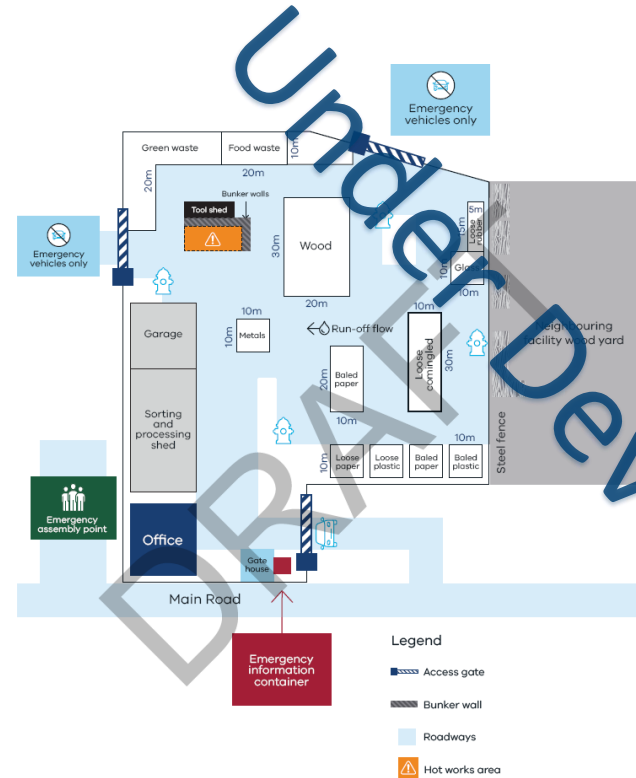 Under Dev
DRAFT
Emergency
vehicles only
Green waste
Food waste
10m
20m
20m
Bunker walls
Tool shed
Emergency
vehicles only
Wood
30m
20m
5m
Loose
rubber
15m
10m
10m
Garage
10m
Metals
10m
Run-off flow
10m
Loose
comingled
30m
Neighbouring
facility wood yard
Baled
paper
20m
10m
Sorting
and
processing
shed
Steel fence
10m
10m
Loose
paper
Loose
plastic
Baled
paper
Baled
plastic
Emergency
assembly point
Office
Gate
house
Main Road
Emergency
information
container
Legend
Access gate
Bunker wall
Roadways
Hot works area